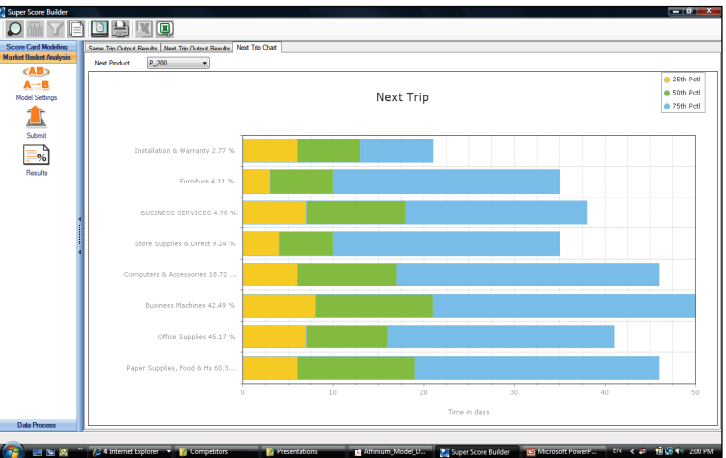 Super Score Builder
Score Card Modeling
Market Basket Analysis
<AB>
A B
Model Settings
Submit
%
Results
Data Process
Same Trip Output Results
Next Trip Output Results
Next Trip Chart
Next Product
P_200
Next Trip
25th Pctl
50th Pctl
75th Pctl
Installation & Warranty 2.77 %
Furniture 4.11 %
BUSINESS SERVICES 4.70 %
Store Supplies & Direct 9.24 %
Computers & Accessories 18.72 ...
Business Machines 42.49 %
Office Supplies 45.17 %
Paper Supplies, Food & Hs 60.3...
0 10 20 30 40 50
Time in days
4 Internet Explorer
Competitors
Presentations
Affinium_Model_D...
Super Score Builder
Microsoft PowerP...
EN
2:00 PM